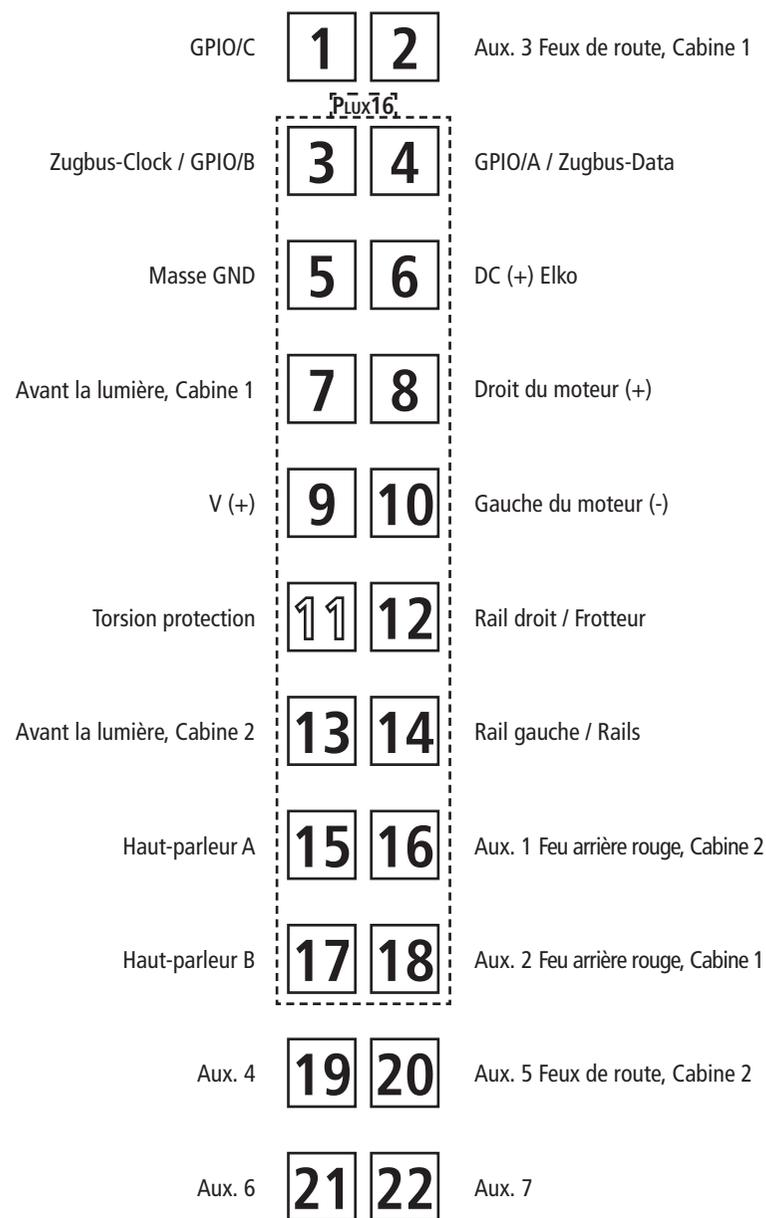 GPIO/C 1 2 Aux. 3 Feux de route, Cabine 1
PLUX16
Zugbus-Clock / GPIO/B 3 4 GPIO/A / Zugbus-Data
Masse GND 5 6 DC (+) Elko
Avant la lumière, Cabine 1 7 8 Droit du moteur (+)
V (+) 9 10 Gauche du moteur (-)
Torsion protection 11 12 Rail droit / Frotteur
Avant la lumière, Cabine 2 13 14 Rail gauche / Rails
Haut-parleur A 15 16 Aux. 1 Feu arrière rouge, Cabine 2
Haut-parleur B 17 18 Aux. 2 Feu arrière rouge, Cabine 1
Aux. 4 19 20 Aux. 5 Feux de route, Cabine 2
Aux. 6 21 22 Aux. 7